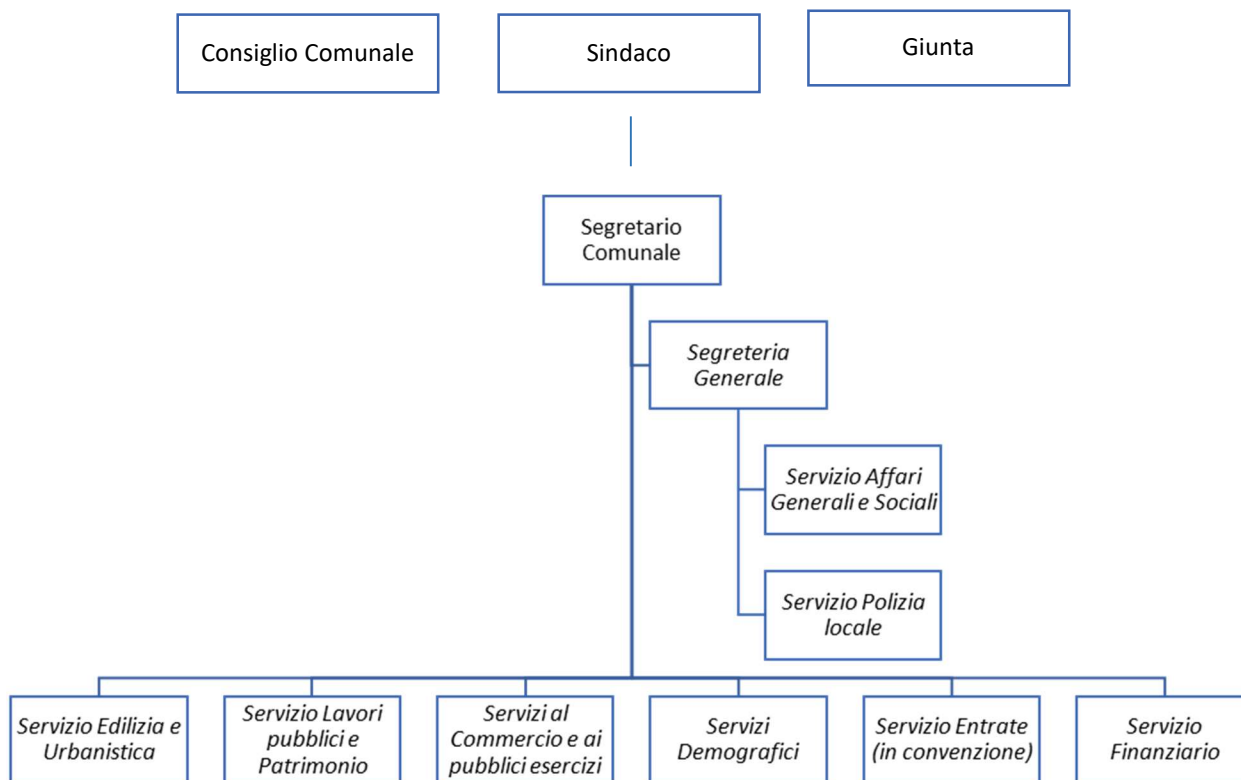 Consiglio Comunale
Sindaco
Giunta
Segretario
Comunale
Segreteria
Generale
Servizio Affari
Generali e Sociali
Servizio Polizia
locale
Servizio Edilizia e
Urbanistica
Servizio Lavori
pubblici e
Patrimonio
Servizi al
Commercio e ai
pubblici esercizi
Servizi
Demografici
Servizio Entrate
(in convenzione)
Servizio
Finanziario